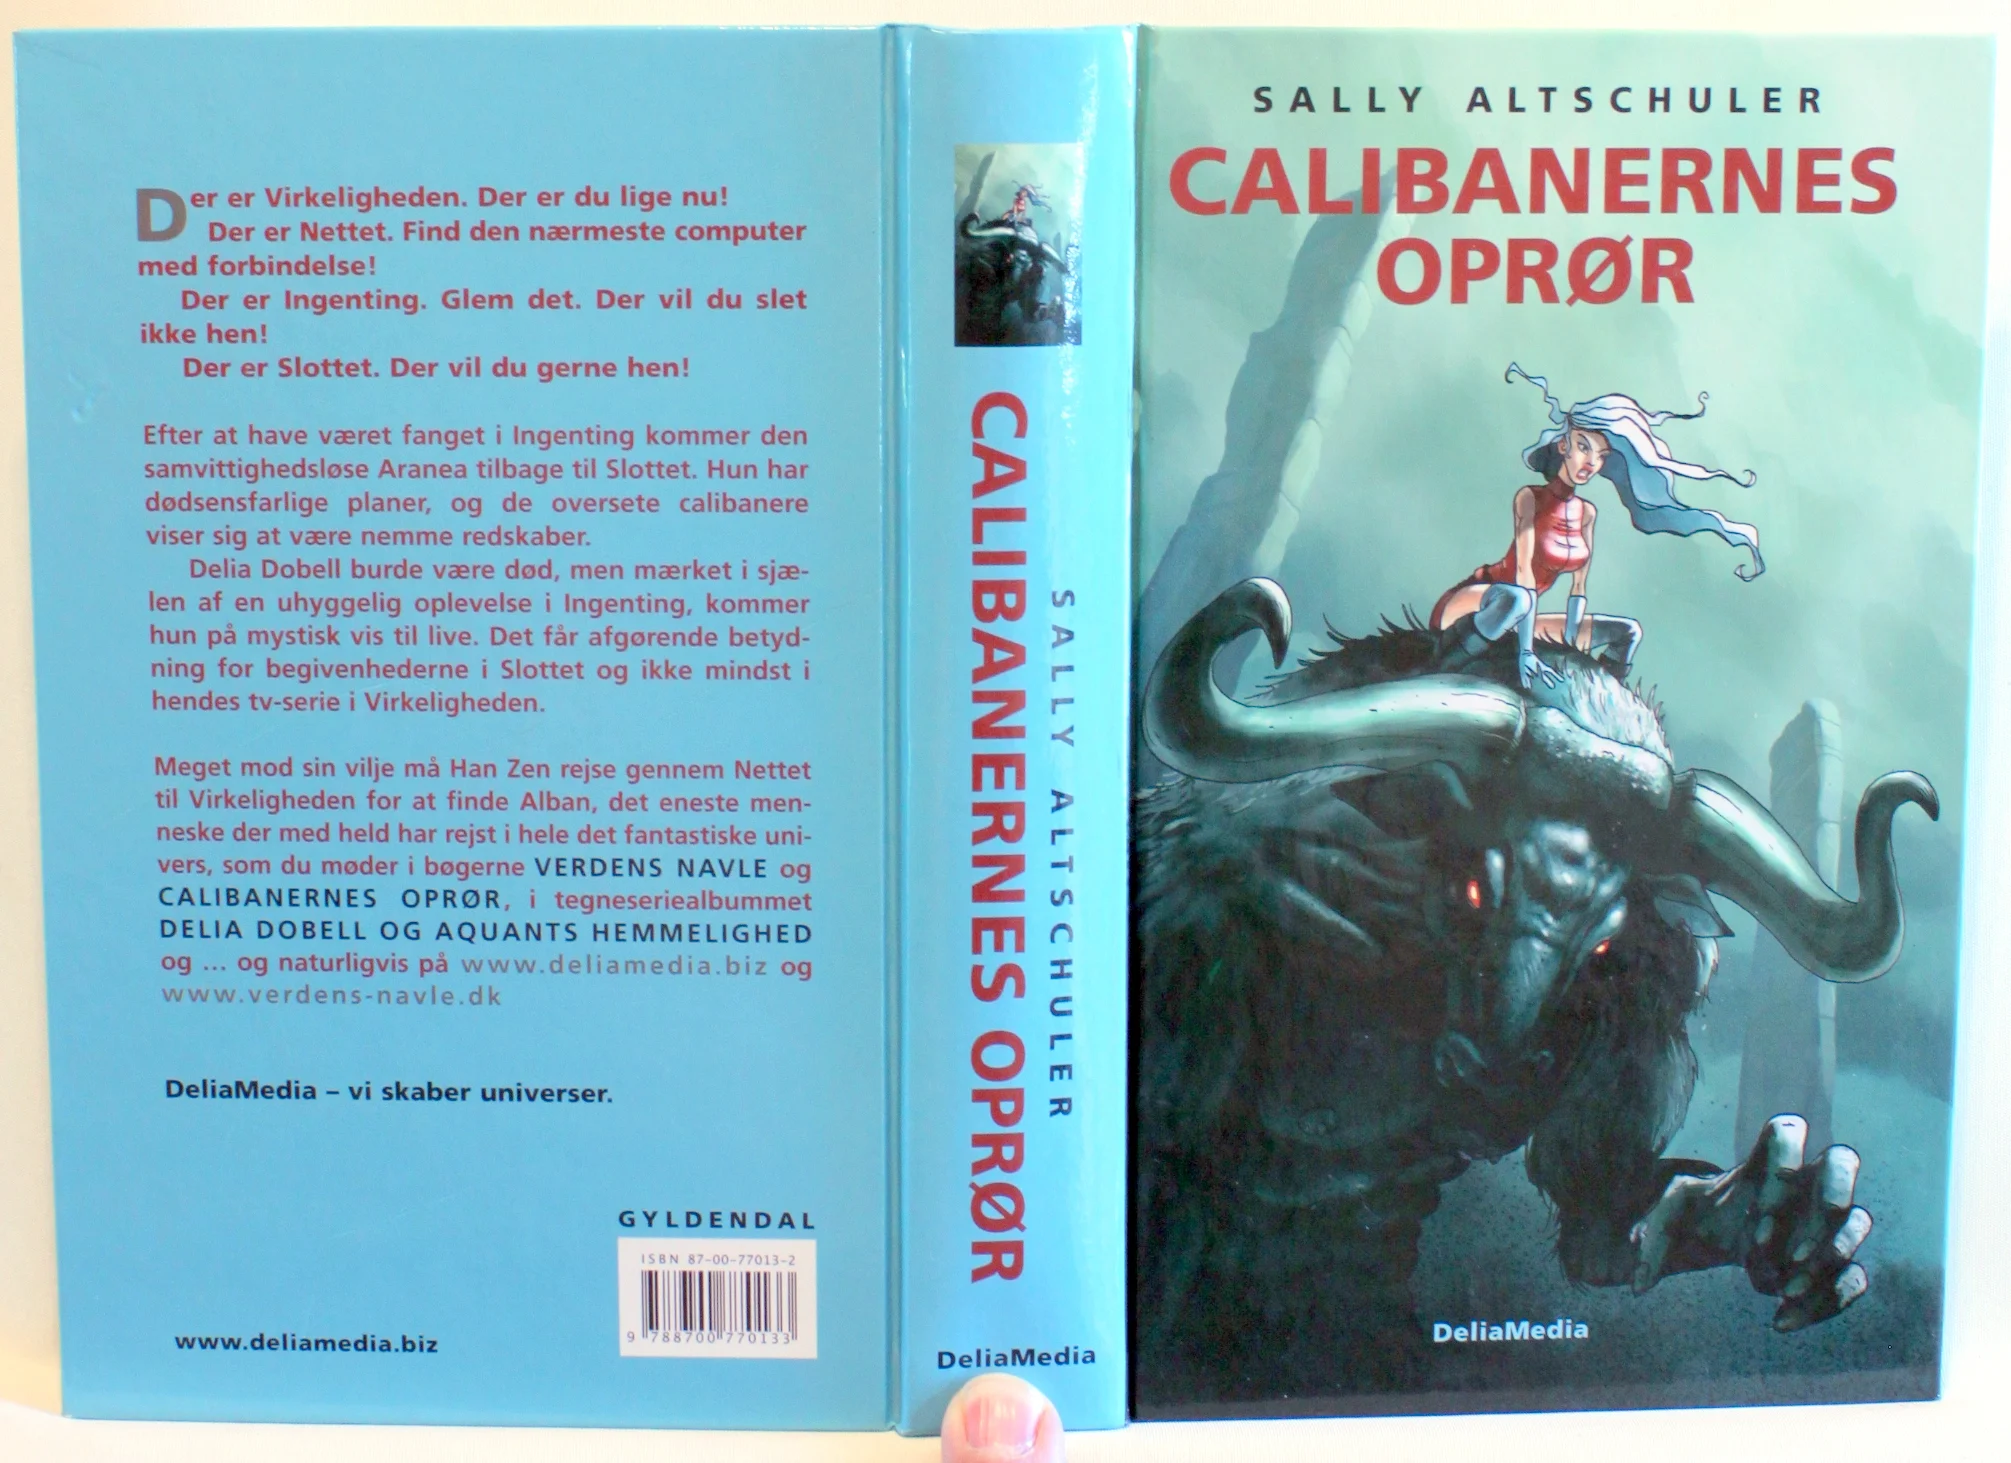 Der er Virkeligheden. Der er du lige nu!
Der er Nettet. Find den nærmeste computer
med forbindelse!
Der er Ingenting. Glem det. Der vil du slet
ikke hen!
Der er Slottet. Der vil du gerne hen!
Efter at have været fanget i Ingenting kommer den
samvittighedsløse Aranea tilbage til Slottet. Hun har
dødsensfarlige planer, og de oversete calibanere
viser sig at være nemme redskaber.
Delia Dobell burde være død, men mærket i sjæ-
len af en uhyggelig oplevelse i Ingenting, kommer
hun på mystisk vis til live. Det får afgørende betyd-
ning for begivenhederne i Slottet og ikke mindst i
hendes tv-serie i Virkeligheden.
Meget mod sin vilje må Han Zen rejse gennem Nettet
til Virkeligheden for at finde Alban, det eneste men-
neske der med held har rejst i hele det fantastiske uni-
vers, som du møder i bøgerne VERDENS NAVLE og
CALIBANERNES OPRØR, i tegneseriealbummet
DELIA DOBELL OG AQUANTS HEMMELIGHED
og ... og naturligvis på www.deliamedia.biz og
www.verdens-navle.dk
DeliaMedia – vi skaber universer.
GYLDENDAL
ISBN 87-00-77013-2
9 788700 770133
www.deliamedia.biz
CALIBANERNES OPRØR
SALLY ALTSCHULER
DeliaMedia
SALLY ALTSCHULER
CALIBANERNES
OPRØR
DeliaMedia